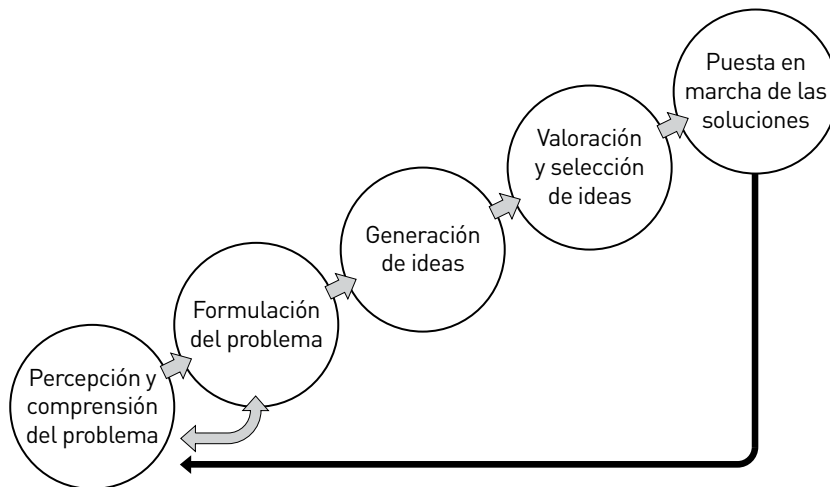 Percepción y
comprensión
del problema
Formulación
del problema
Generación
de ideas
Valoración
y selección
de ideas
Puesta en
marcha de las
soluciones